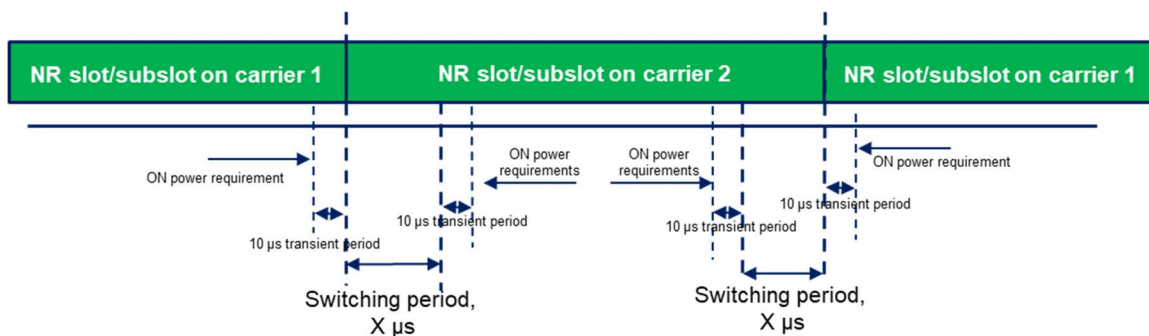 NR slot/subslot on carrier 1
NR slot/subslot on carrier 2
NR slot/subslot on carrier 1
ON power requirement
ON power
requirements
ON power
requirements
ON power requirement
10 µs transient period
10 µs transient period
10 µs transient period
10 µs transient period
Switching period,
X µs
Switching period,
X µs